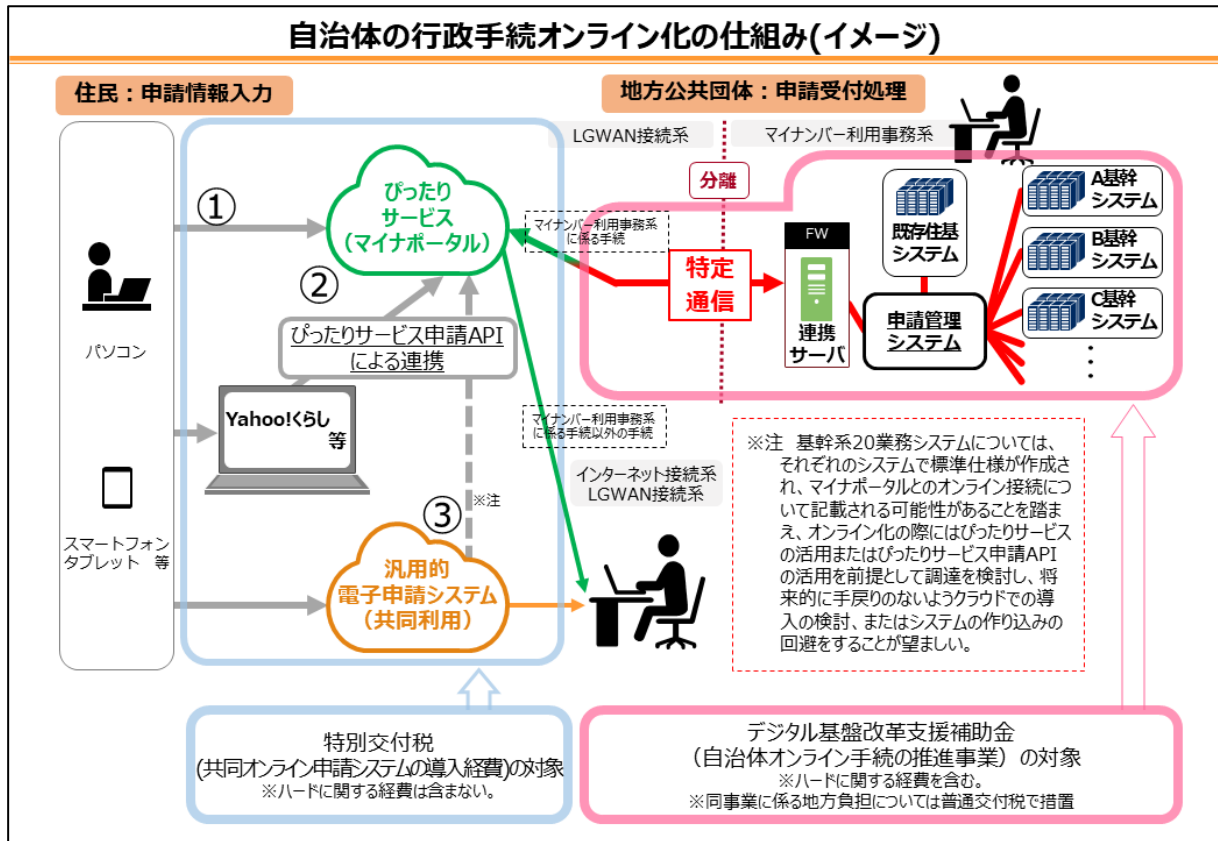 自治体の行政手続オンライン化の仕組み(イメージ)
住民：申請情報入力
地方公共団体：申請受付処理
LGWAN接続系
マイナンバー利用事務系
分離
①
ぴったり
サービス
（マイナポータル）
マイナンバー利用事務系
に係る手続
特定
通信
FW
連携
サーバ
既存住基
システム
申請管理
システム
A基幹
システム
B基幹
システム
C基幹
システム
・
・
・
パソコン
②
ぴったりサービス申請API
による連携
Yahoo!くらし
等
マイナンバー利用事務系
に係る手続以外の手続
インターネット接続系
LGWAN接続系
※注
スマートフォン
タブレット 等
③
汎用的
電子申請システム
（共同利用）
※注 基幹系20業務システムについては、
それぞれのシステムで標準仕様が作成さ
れ、マイナポータルとのオンライン接続につ
いて記載される可能性があることを踏ま
え、オンライン化の際にはぴったりサービス
の活用またはぴったりサービス申請API
の活用を前提として調達を検討し、将
来的に手戻りのないようクラウドでの導
入の検討、またはシステムの作り込みの
回避をすることが望ましい。
特別交付税
(共同オンライン申請システムの導入経費)の対象
※ハードに関する経費は含まない。
デジタル基盤改革支援補助金
（自治体オンライン手続の推進事業）の対象
※ハードに関する経費を含む。
※同事業に係る地方負担については普通交付税で措置